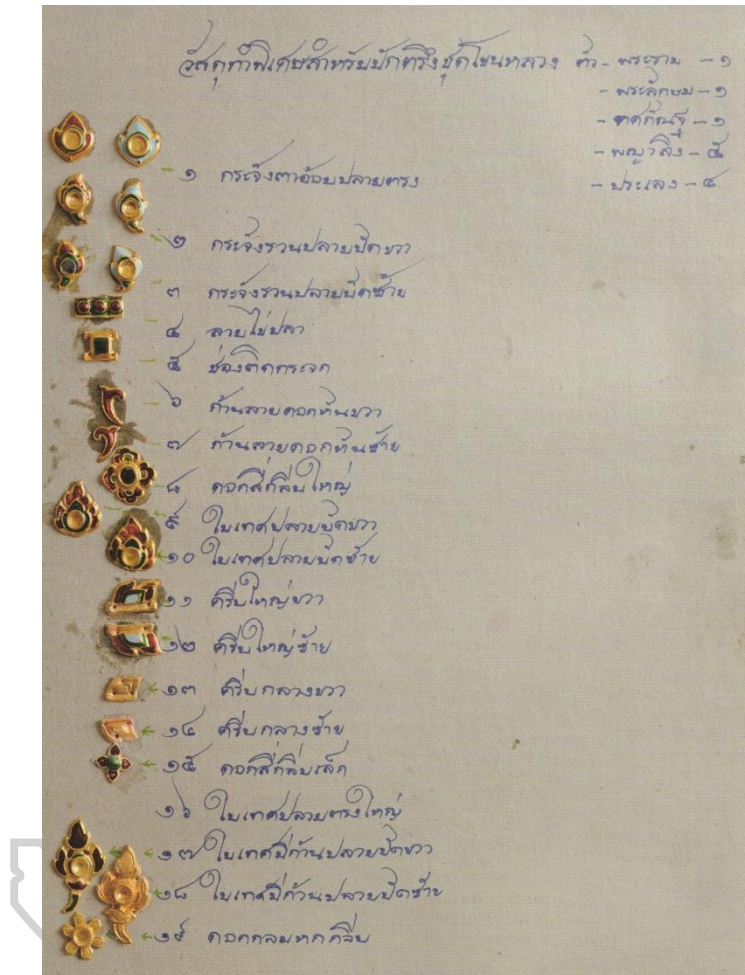 วัสดุทำพิเศษสำหรับปักตรึงชุดโขนหลวง ตัว - พระราม - ๑
- พระลักษมณ - ๑
- ทศกัณฐ - ๑
- พญาลิง - ๕
- ประเลง - ๔
๑ กระจังตาอ้อยปลายตรง
๒ กระจังรวนปลายบิดขวา
๓ กระจังรวนปลายบิดซ้าย
๔ ลายไข่ปลา
๕ ช่องติดกระจก
๖ ก้านลายดอกหันขวา
๗ ก้านลายดอกหันซ้าย
๘ ดอกสี่กลีบใหญ่
๙ ใบเทศปลายบิดขวา
๑๐ ใบเทศปลายบิดซ้าย
๑๑ ครีบใหญ่ขวา
๑๒ ครีบใหญ่ซ้าย
๑๓ ครีบกลางขวา
๑๔ ครีบกลางซ้าย
๑๕ ดอกสี่กลีบเล็ก
๑๖ ใบเทศปลายตรงใหญ่
๑๗ ใบเทศมีก้านปลายบิดขวา
๑๘ ใบเทศมีก้านปลายบิดซ้าย
๑๙ ดอกกลมหกกลีบ